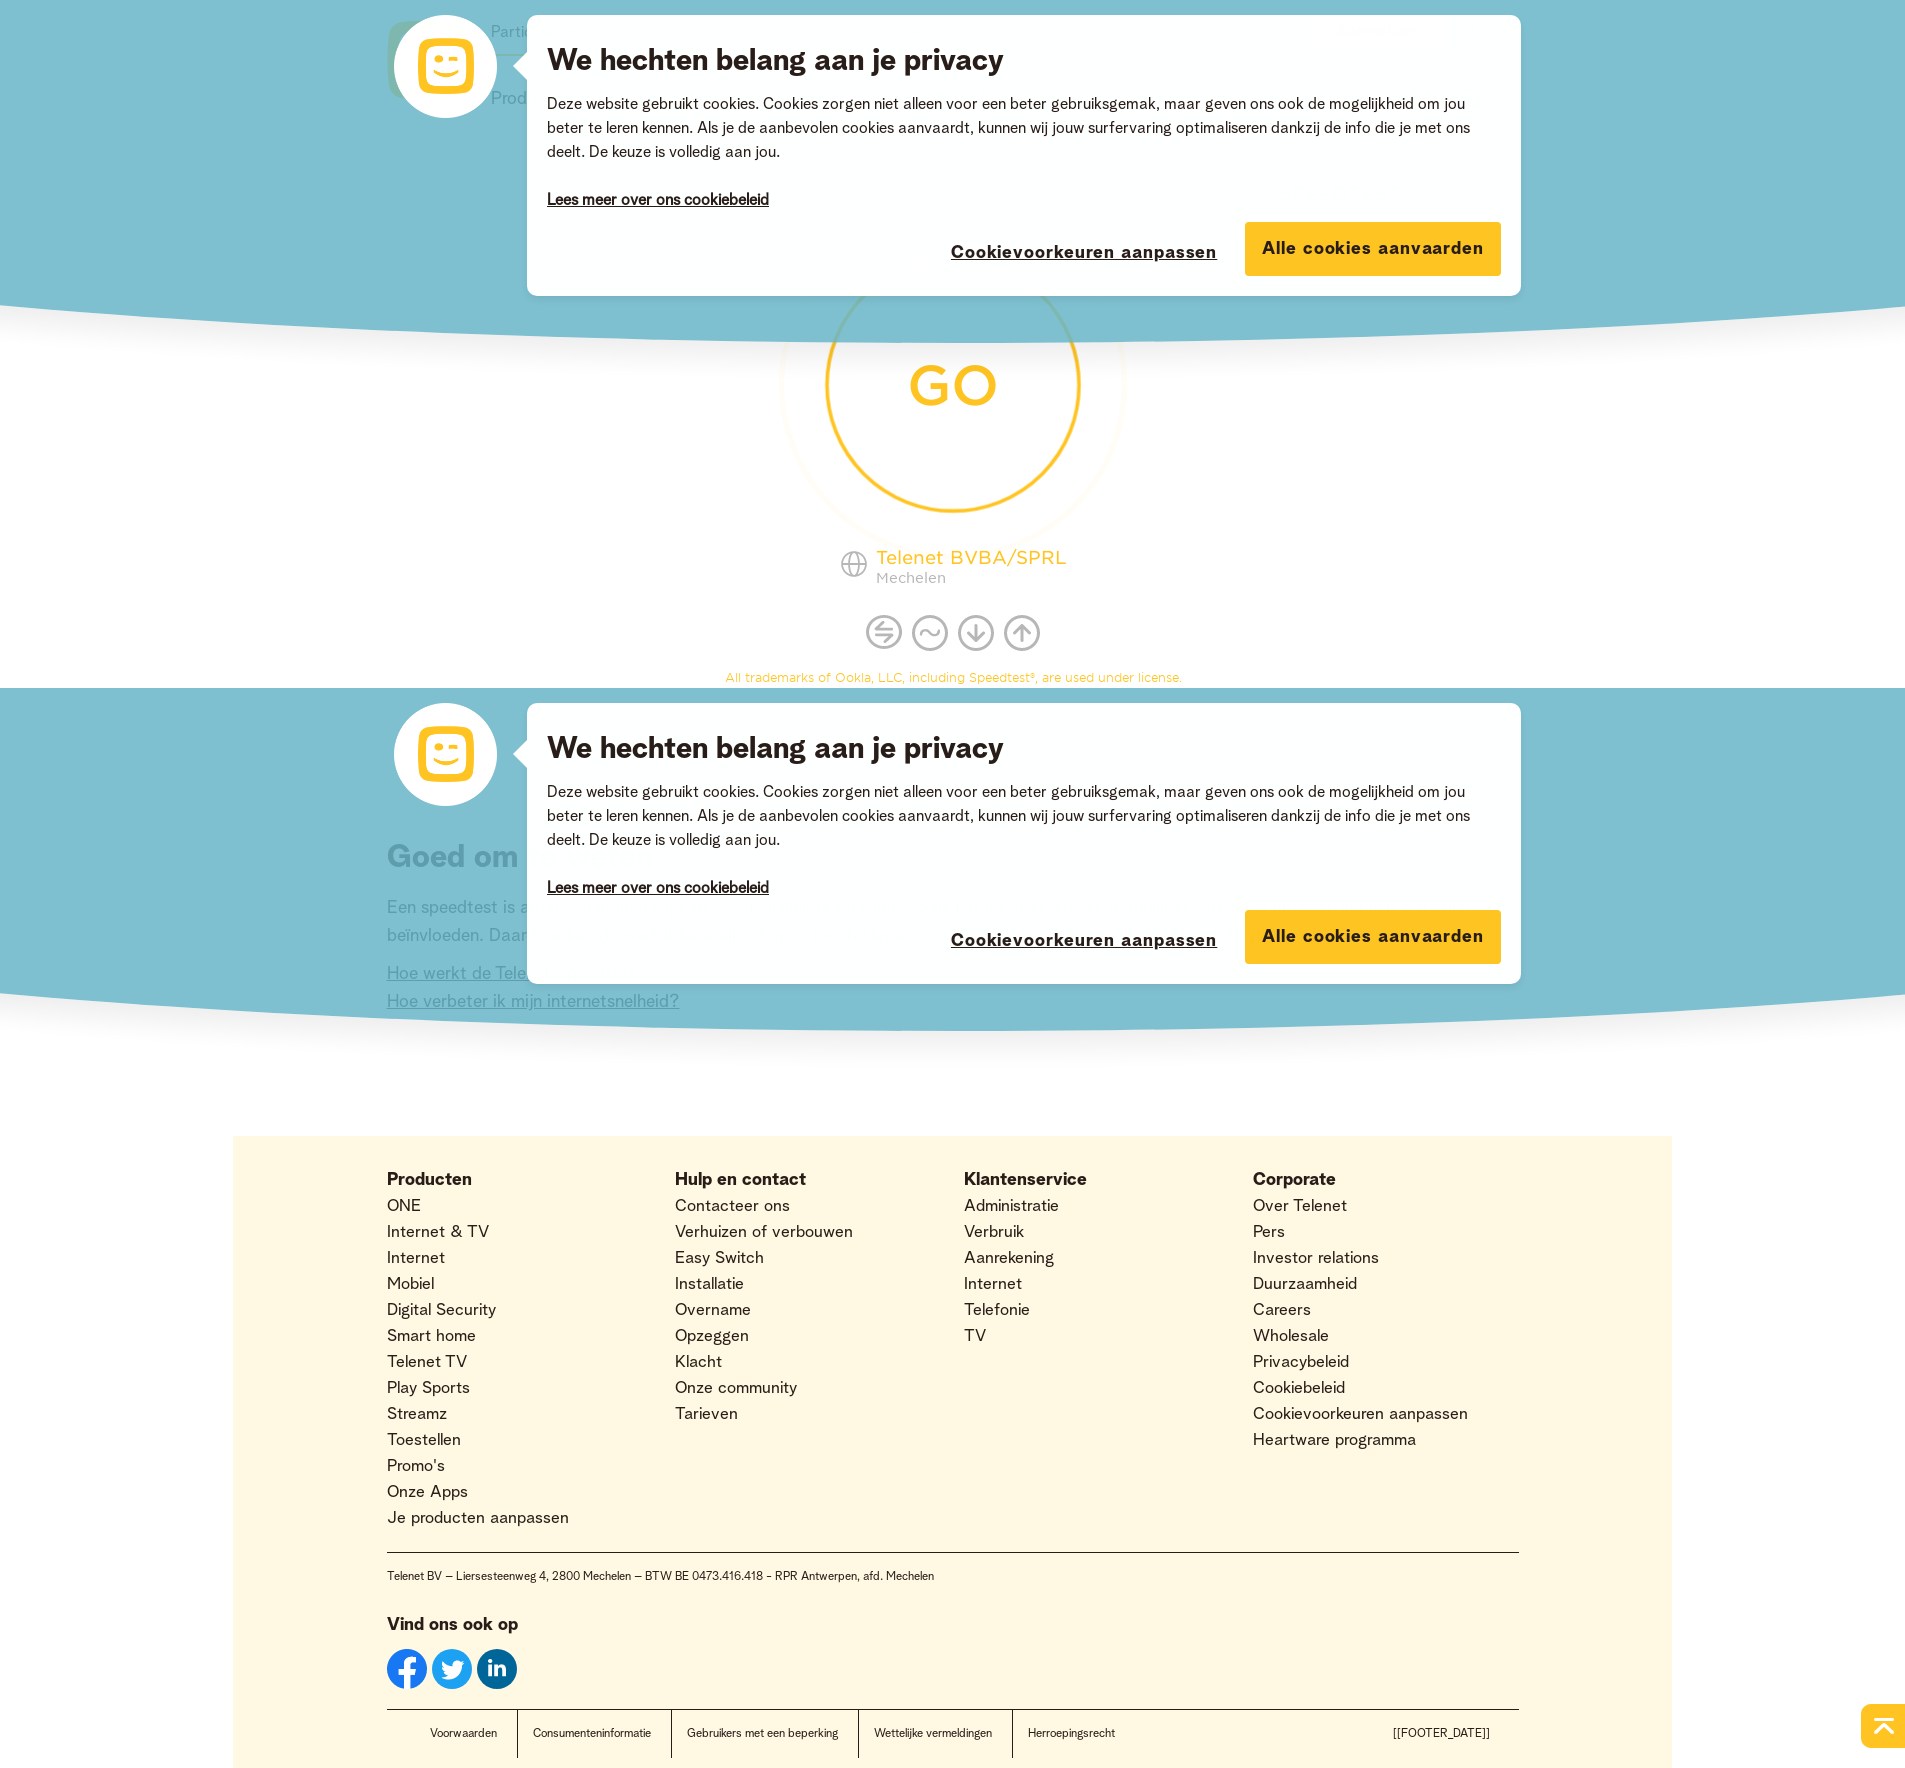 Partic
Prod
We hechten belang aan je privacy
Deze website gebruikt cookies. Cookies zorgen niet alleen voor een beter gebruiksgemak, maar geven ons ook de mogelijkheid om jou
beter te leren kennen. Als je de aanbevolen cookies aanvaardt, kunnen wij jouw surfervaring optimaliseren dankzij de info die je met ons
deelt. De keuze is volledig aan jou.
Lees meer over ons cookiebeleid
Cookievoorkeuren aanpassen
Alle cookies aanvaarden
GO
Telenet BVBA/SPRL
Mechelen
All trademarks of Ookla, LLC, including Speedtest®, are used under license.
We hechten belang aan je privacy
Deze website gebruikt cookies. Cookies zorgen niet alleen voor een beter gebruiksgemak, maar geven ons ook de mogelijkheid om jou
beter te leren kennen. Als je de aanbevolen cookies aanvaardt, kunnen wij jouw surfervaring optimaliseren dankzij de info die je met ons
deelt. De keuze is volledig aan jou.
Lees meer over ons cookiebeleid
Cookievoorkeuren aanpassen
Alle cookies aanvaarden
Goed om
Een speedtest is a
beïnvloeden. Daar
Hoe werkt de Tele
Hoe verbeter ik mijn internetsnelheid?
Producten
ONE
Internet & TV
Internet
Mobiel
Digital Security
Smart home
Telenet TV
Play Sports
Streamz
Toestellen
Promo's
Onze Apps
Je producten aanpassen
Hulp en contact
Contacteer ons
Verhuizen of verbouwen
Easy Switch
Installatie
Overname
Opzeggen
Klacht
Onze community
Tarieven
Klantenservice
Administratie
Verbruik
Aanrekening
Internet
Telefonie
TV
Corporate
Over Telenet
Pers
Investor relations
Duurzaamheid
Careers
Wholesale
Privacybeleid
Cookiebeleid
Cookievoorkeuren aanpassen
Heartware programma
Telenet BV – Liersesteenweg 4, 2800 Mechelen – BTW BE 0473.416.418 - RPR Antwerpen, afd. Mechelen
Vind ons ook op
Voorwaarden
Consumenteninformatie
Gebruikers met een beperking
Wettelijke vermeldingen
Herroepingsrecht
[[FOOTER_DATE]]